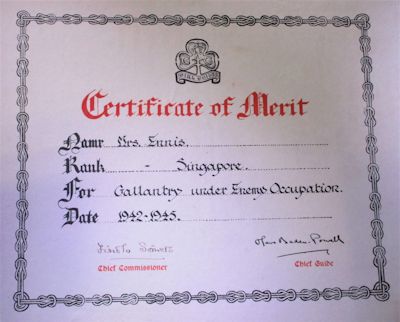 GIRL GUIDES
Certificate of Merit
Name Mrs. Ennis.
Rank - Singapore.
For Gallantry under Enemy Occupation.
Date 1942-1945.
Olave Baden-Powell
Chief Commissioner Chief Guide